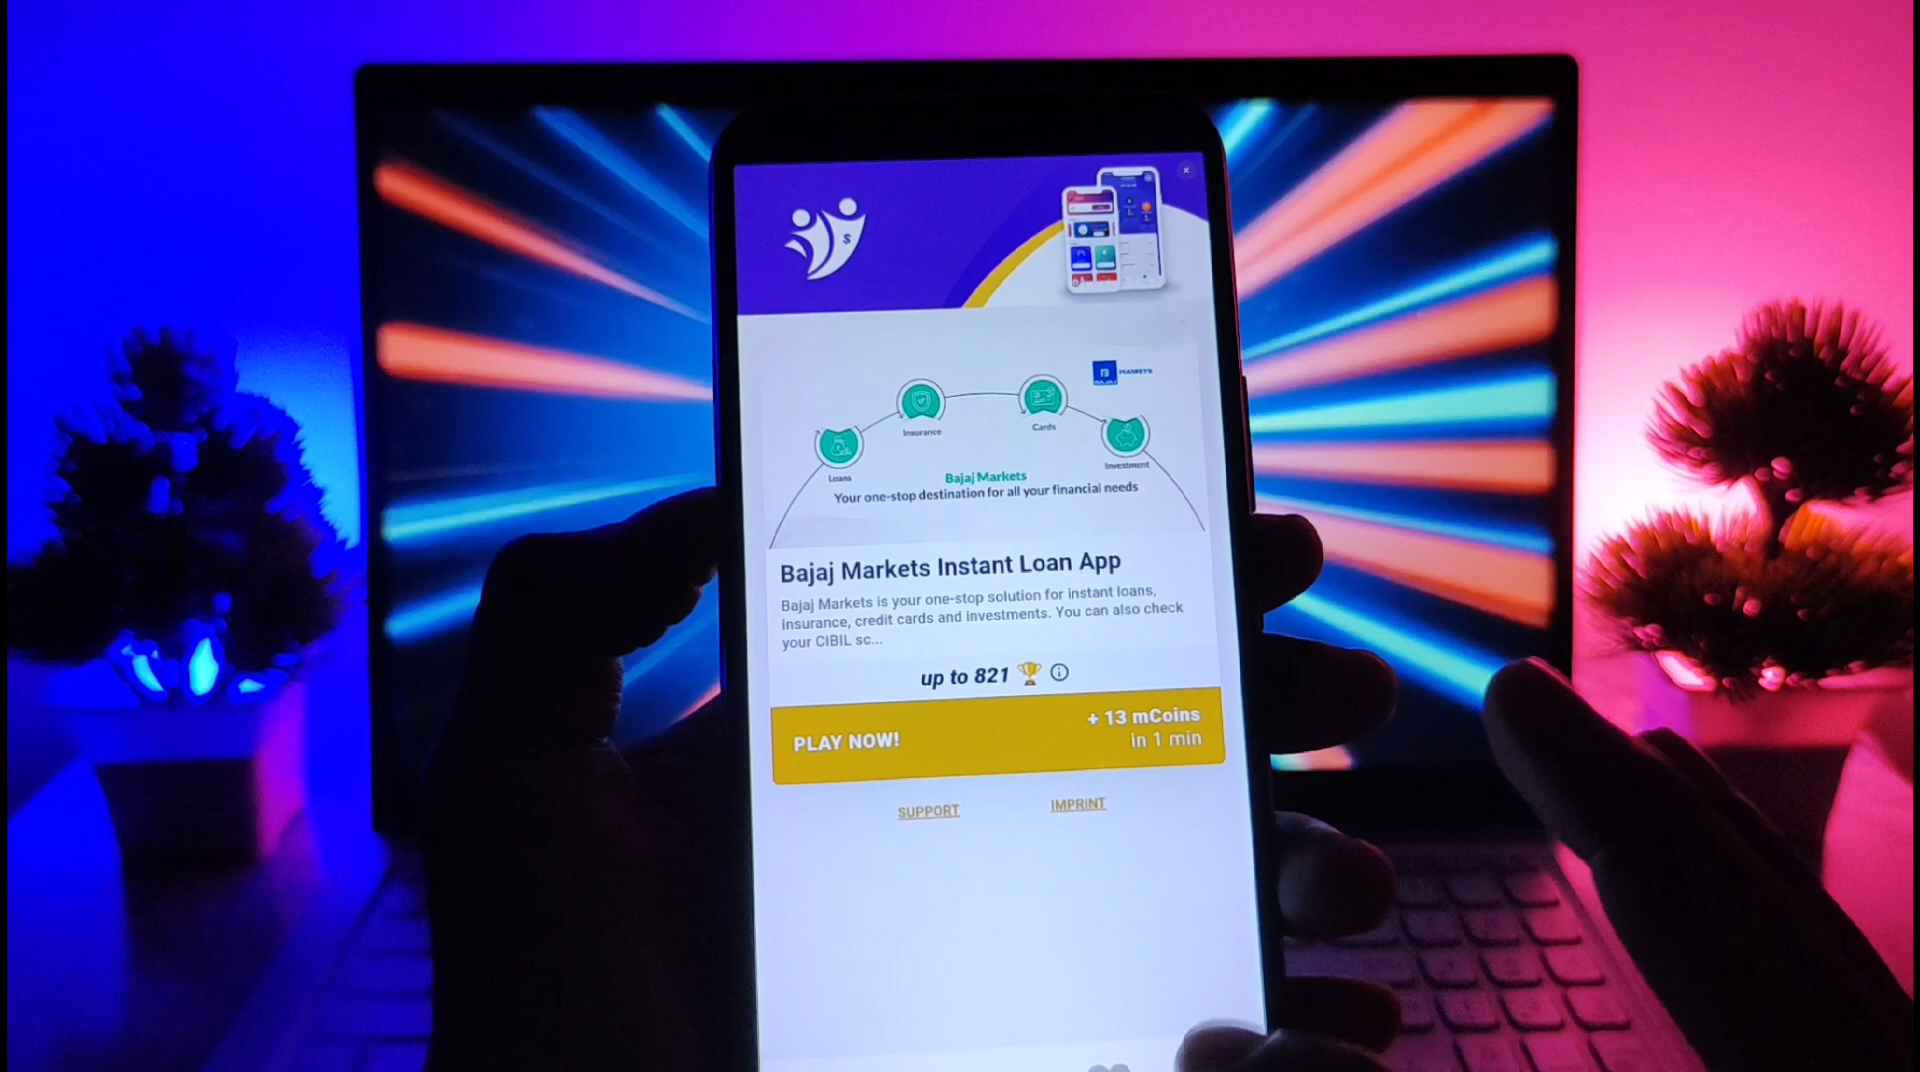 $
B
BAJAJ
MARKETS
Insurance
Cards
Loans
Investment
Bajaj Markets
Your one-stop destination for all your financial needs
Bajaj Markets Instant Loan App
Bajaj Markets is your one-stop solution for instant loans,
insurance, credit cards and investments. You can also check
your CIBIL sc...
up to 821
PLAY NOW!
+ 13 mCoins
in 1 min
SUPPORT
IMPRINT